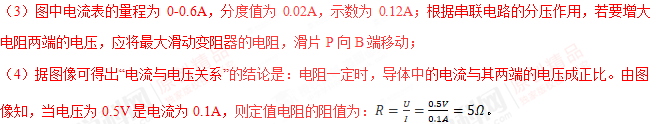 （3）图中电流表的量程为 0-0.6A，分度值为 0.02A，示数为 0.12A；根据串联电路的分压作用，若要增大
电阻两端的电压，应将最大滑动变阻器的电阻，滑片 P 向 B 端移动；
（4）据图像可得出“电流与电压关系”的结论是：电阻一定时，导体中的电流与其两端的电压成正比。由图
像知，当电压为 0.5V 是电流为 0.1A，则定值电阻的阻值为：R = U/I = 0.5V/0.1A = 5Ω。